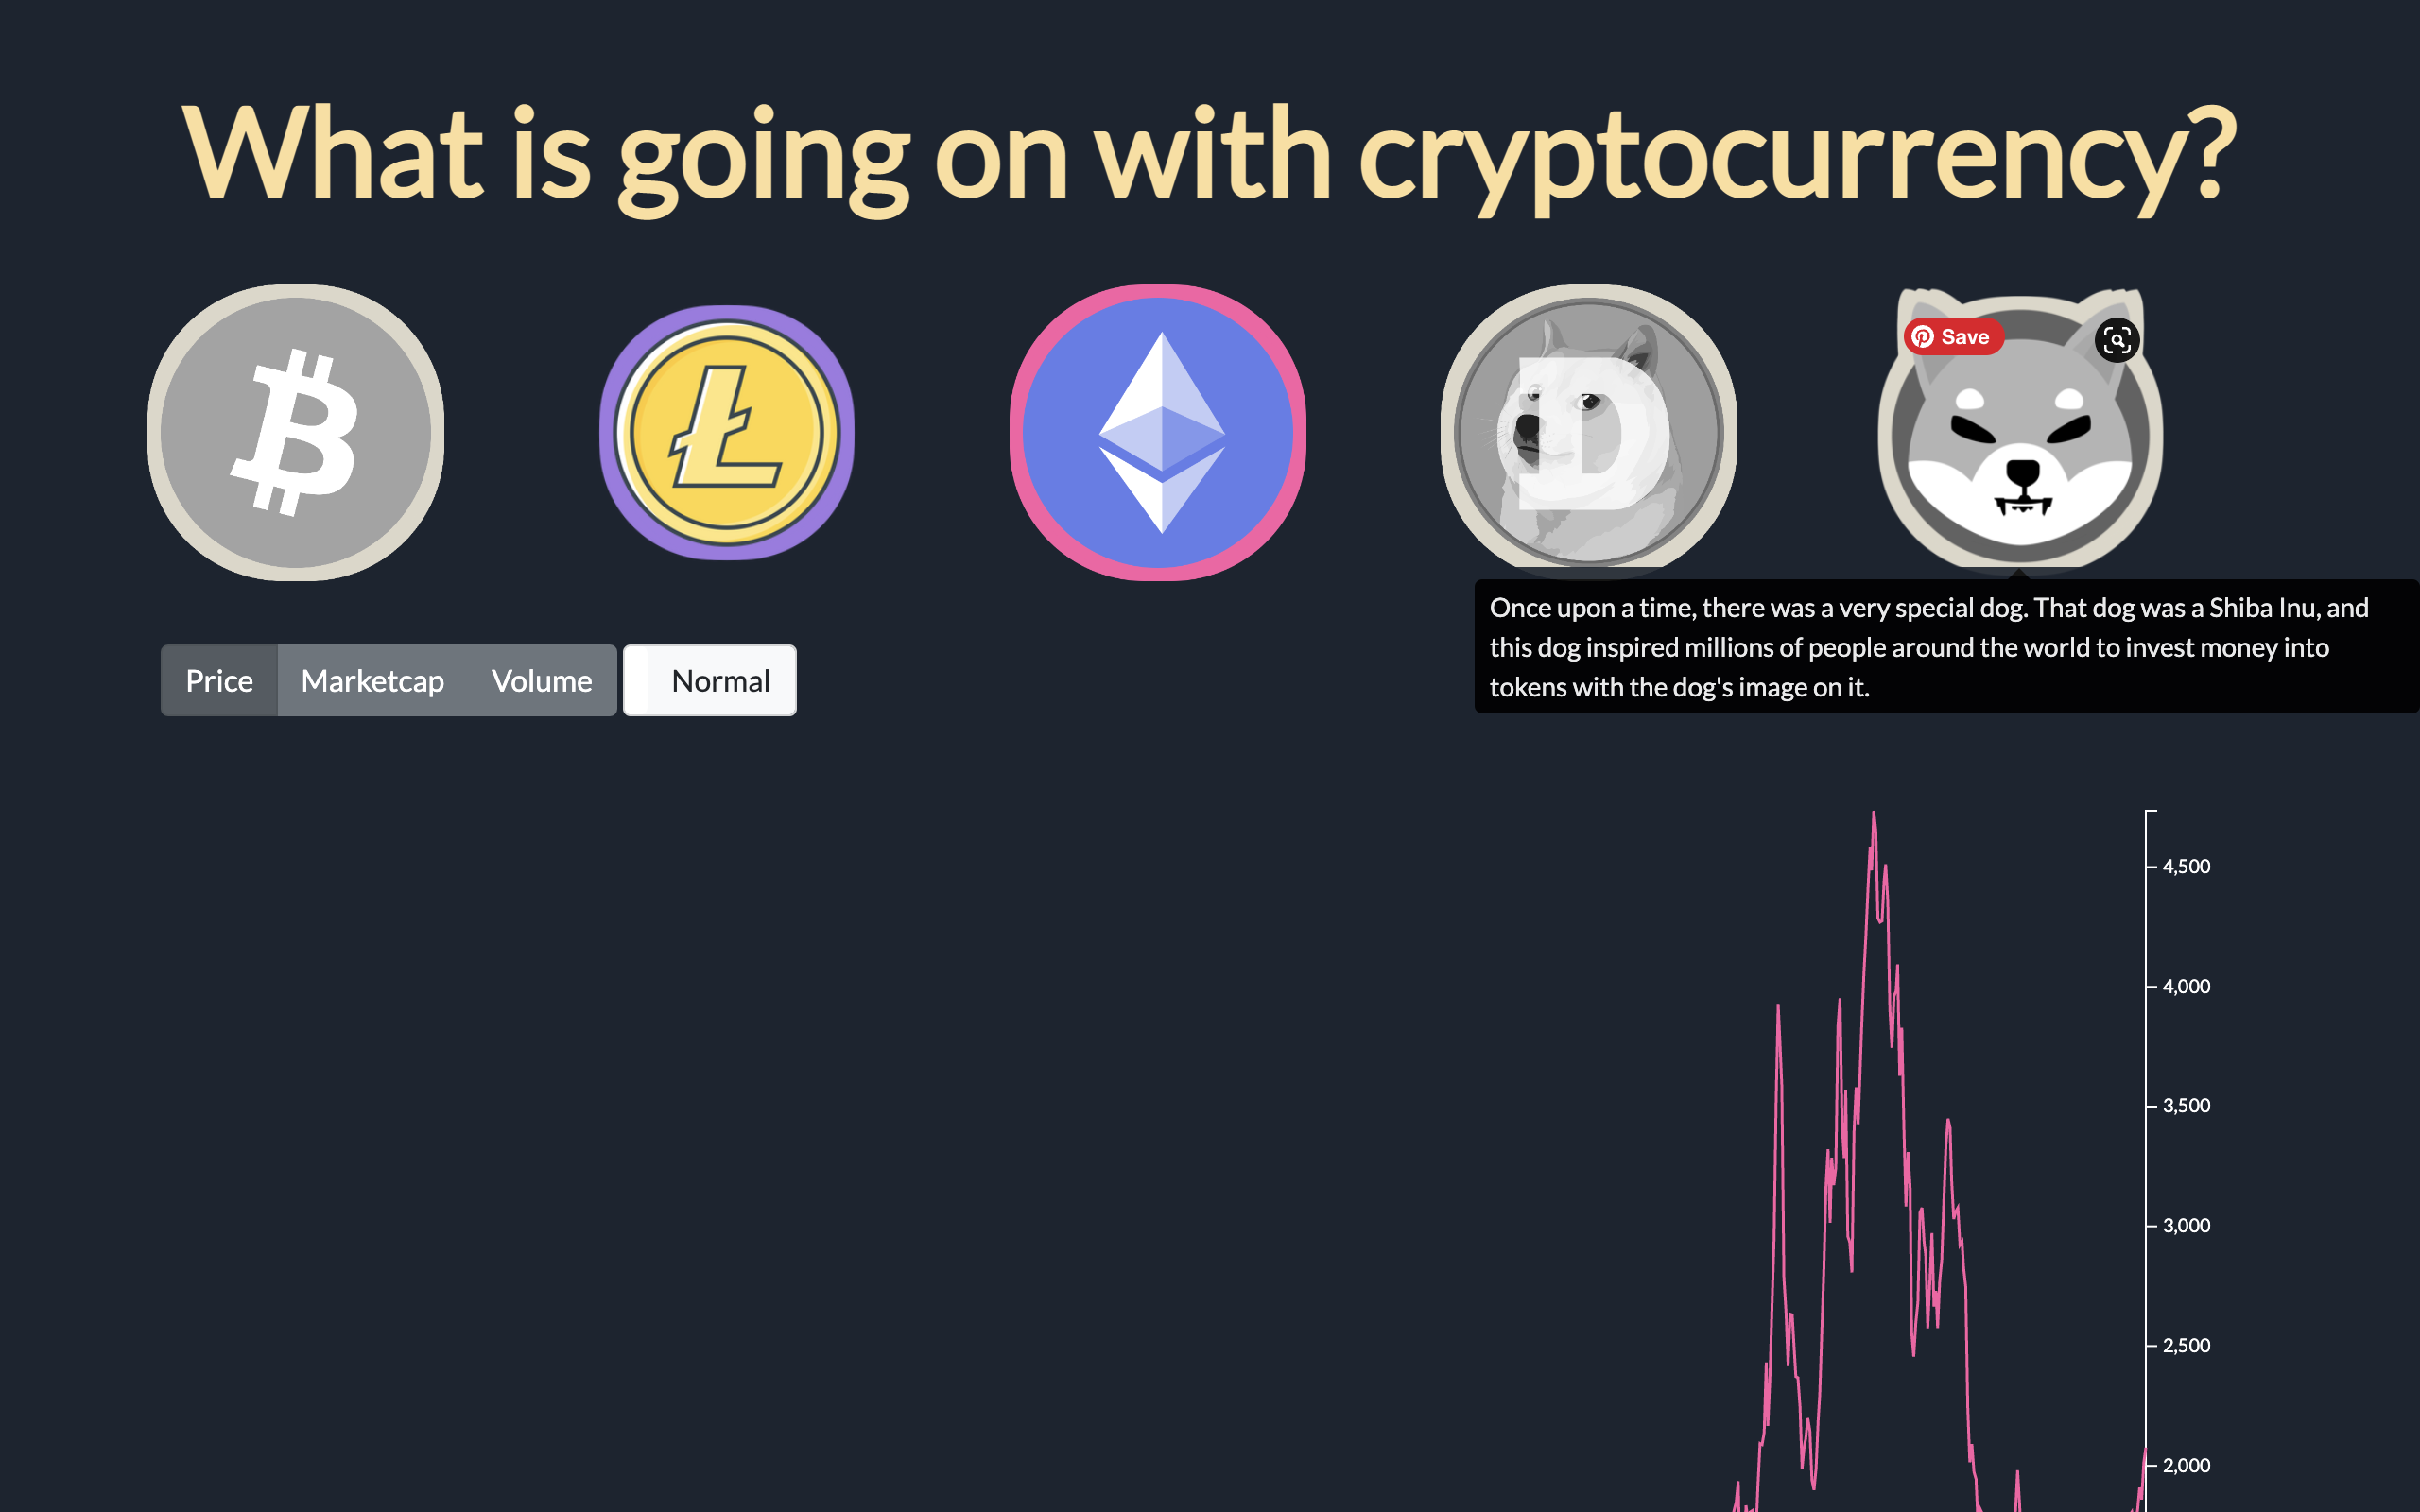 What is going on with cryptocurrency?
Save
D
Once upon a time, there was a very special dog. That dog was a Shiba Inu, and
this dog inspired millions of people around the world to invest money into
tokens with the dog's image on it.
Price Marketcap Volume Normal
4,500
4,000
3,500
3,000
2,500
2,000